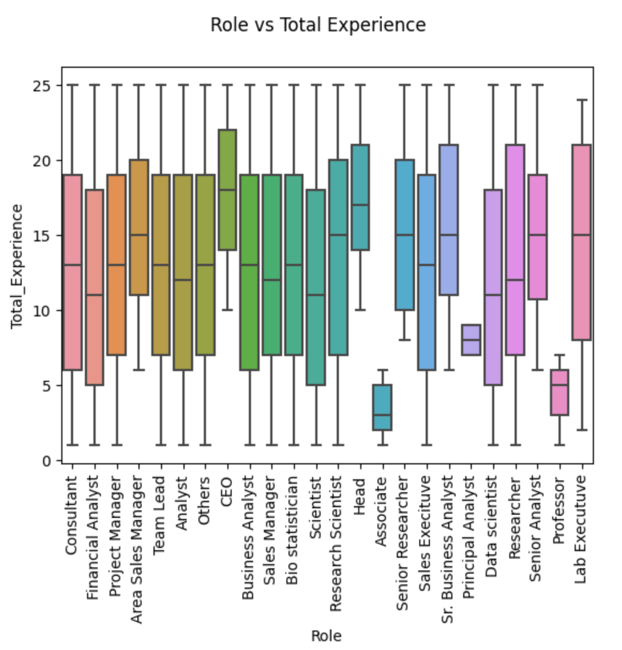 Role vs Total Experience
25
20
15
10
5
0
Total_Experience
Consultant
Financial Analyst
Project Manager
Area Sales Manager
Team Lead
Analyst
Others
CEO
Business Analyst
Sales Manager
Bio statistician
Scientist
Research Scientist
Head
Associate
Senior Researcher
Sales Execituve
Sr. Business Analyst
Principal Analyst
Data scientist
Researcher
Senior Analyst
Professor
Lab Executuve
Role